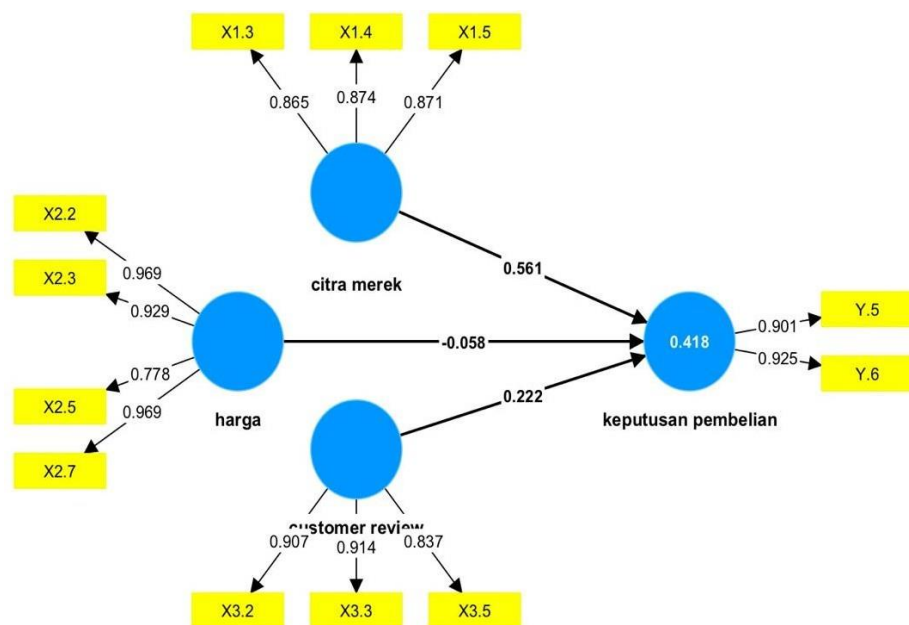 X1.3 X1.4 X1.5
0.865 0.874 0.871
citra merek
X2.2
X2.3
X2.5
X2.7
0.969
0.929
0.778
0.969
harga
0.561
-0.058
0.222
0.418
keputusan pembelian
0.901
0.925
Y.5
Y.6
customer review
0.907 0.914 0.837
X3.2 X3.3 X3.5